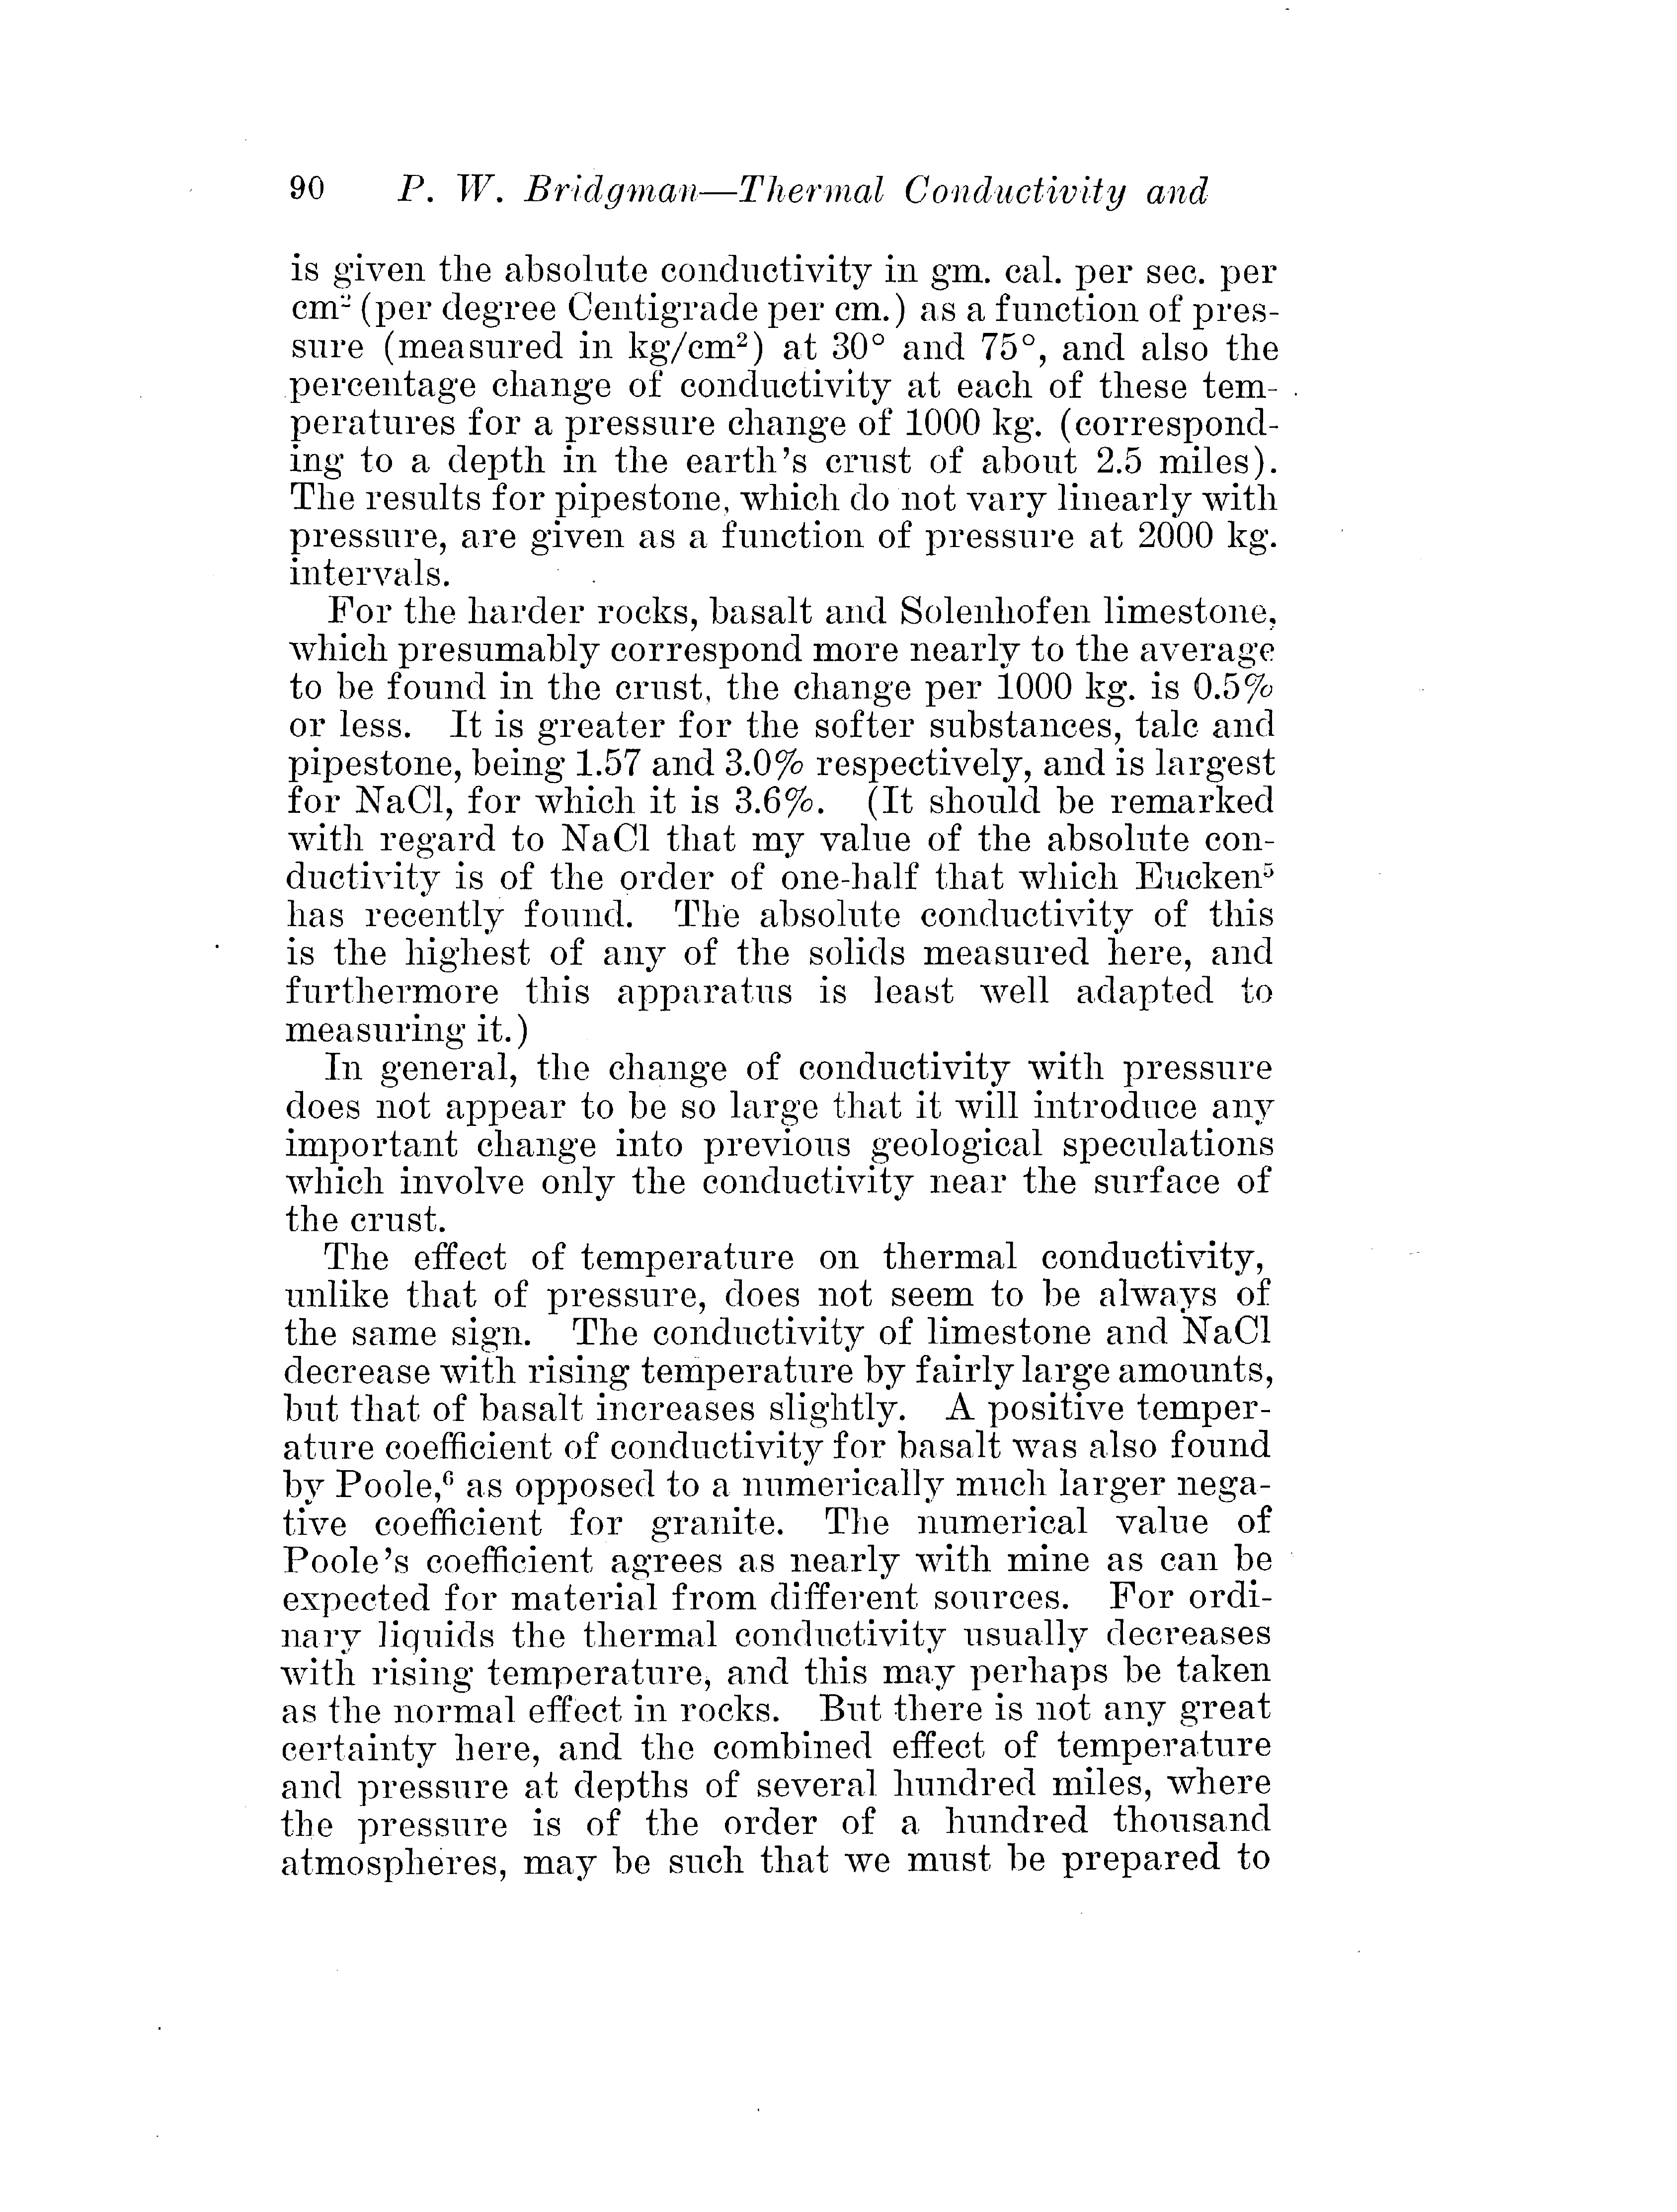 90 P. W. Bridgman—Thermal Conductivity and
is given the absolute conductivity in gm. cal. per sec. per
cm² (per degree Centigrade per cm.) as a function of pres-
sure (measured in kg/cm²) at 30° and 75°, and also the
percentage change of conductivity at each of these tem-
peratures for a pressure change of 1000 kg. (correspond-
ing to a depth in the earth's crust of about 2.5 miles).
The results for pipestone, which do not vary linearly with
pressure, are given as a function of pressure at 2000 kg.
intervals.
For the harder rocks, basalt and Solenhofen limestone,
which presumably correspond more nearly to the average
to be found in the crust, the change per 1000 kg. is 0.5%
or less. It is greater for the softer substances, talc and
pipestone, being 1.57 and 3.0% respectively, and is largest
for NaCl, for which it is 3.6%. (It should be remarked
with regard to NaCl that my value of the absolute con-
ductivity is of the order of one-half that which Eucken⁵
has recently found. The absolute conductivity of this
is the highest of any of the solids measured here, and
furthermore this apparatus is least well adapted to
measuring it.)
In general, the change of conductivity with pressure
does not appear to be so large that it will introduce any
important change into previous geological speculations
which involve only the conductivity near the surface of
the crust.
The effect of temperature on thermal conductivity,
unlike that of pressure, does not seem to be always of
the same sign. The conductivity of limestone and NaCl
decrease with rising temperature by fairly large amounts,
but that of basalt increases slightly. A positive temper-
ature coefficient of conductivity for basalt was also found
by Poole,⁶ as opposed to a numerically much larger nega-
tive coefficient for granite. The numerical value of
Poole's coefficient agrees as nearly with mine as can be
expected for material from different sources. For ordi-
nary liquids the thermal conductivity usually decreases
with rising temperature, and this may perhaps be taken
as the normal effect in rocks. But there is not any great
certainty here, and the combined effect of temperature
and pressure at depths of several hundred miles, where
the pressure is of the order of a hundred thousand
atmospheres, may be such that we must be prepared to